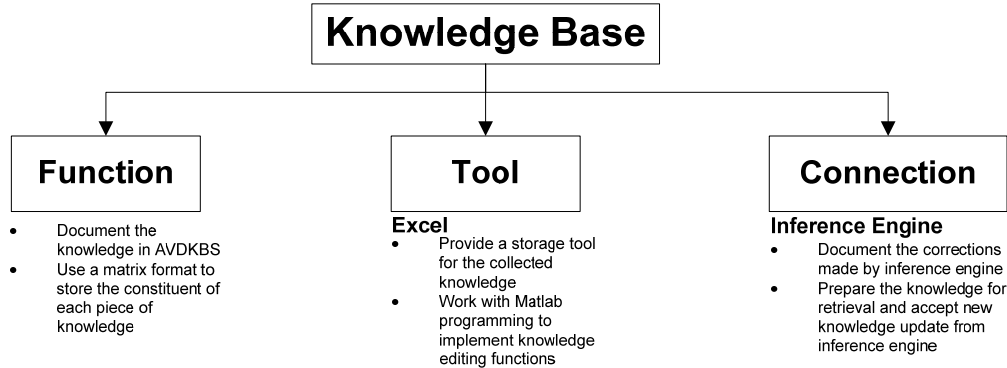 Knowledge Base
Function
• Document the
knowledge in AVDKBS
• Use a matrix format to
store the constituent of
each piece of
knowledge
Tool
Excel
• Provide a storage tool
for the collected
knowledge
• Work with Matlab
programming to
implement knowledge
editing functions
Connection
Inference Engine
• Document the corrections
made by inference engine
• Prepare the knowledge for
retrieval and accept new
knowledge update from
inference engine